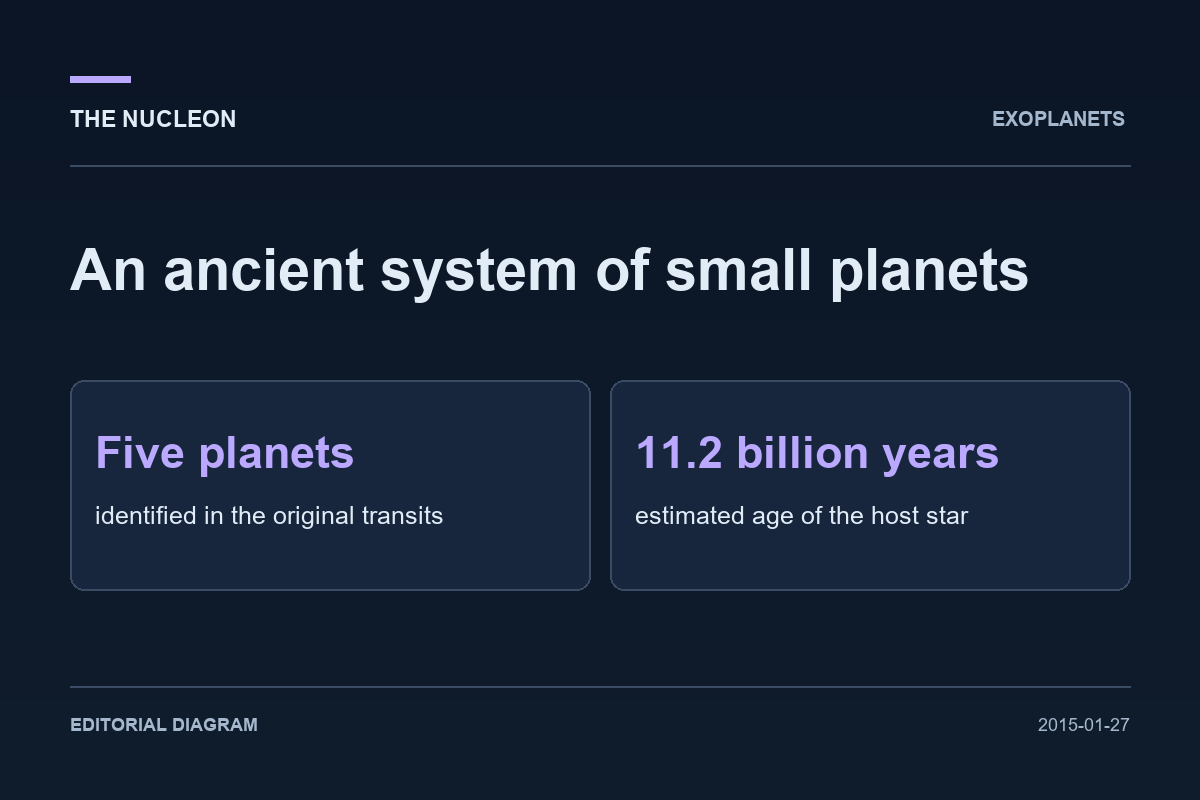 THE NUCLEON
EXOPLANETS
An ancient system of small planets
Five planets
identified in the original transits
11.2 billion years
estimated age of the host star
EDITORIAL DIAGRAM
2015-01-27